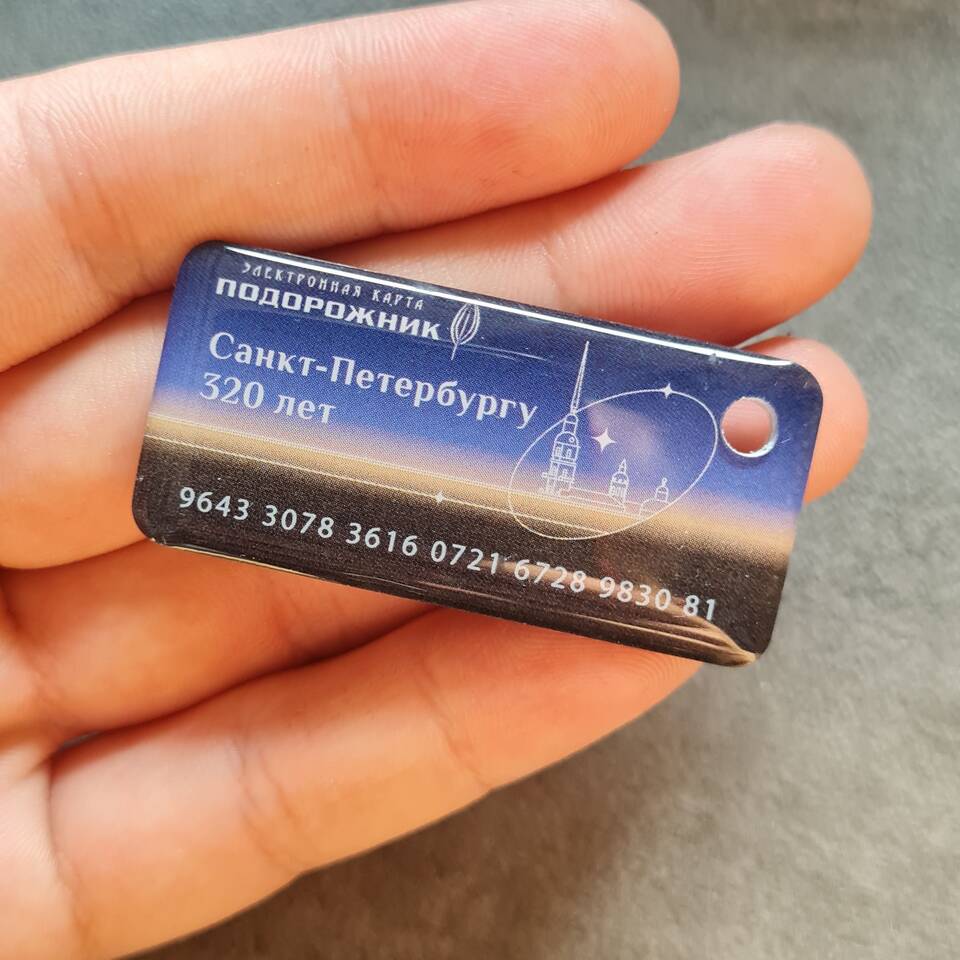 ЭЛЕКТРОННАЯ КАРТА
ПОДОРОЖНИК
Санкт-Петербургу
320 лет
9643 3078 3616 0721 6728 9830 81